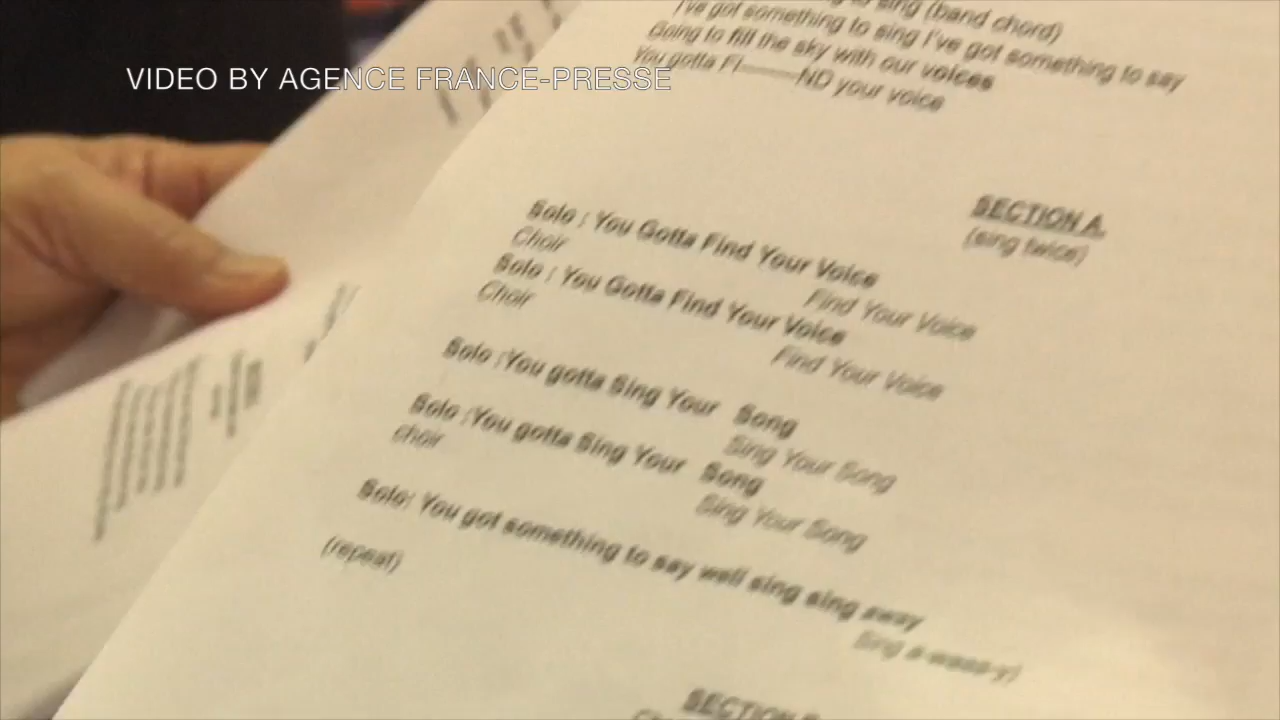 VIDEO BY AGENCE FRANCE-PRESSE
to sing (band chord)
I've got something to sing I've got something to say
Going to fill the sky with our voices
You gotta Fi———ND your voice
SECTION A.
(sing twice)
Solo : You Gotta Find Your Voice
Choir Find Your Voice
Solo : You Gotta Find Your Voice
Choir Find Your Voice
Solo :You gotta Sing Your Song
Sing Your Song
Solo :You gotta Sing Your Song
choir Sing Your Song
Solo: You got something to say well sing sing away
(repeat) Sing a-waaa-y)
SECTION